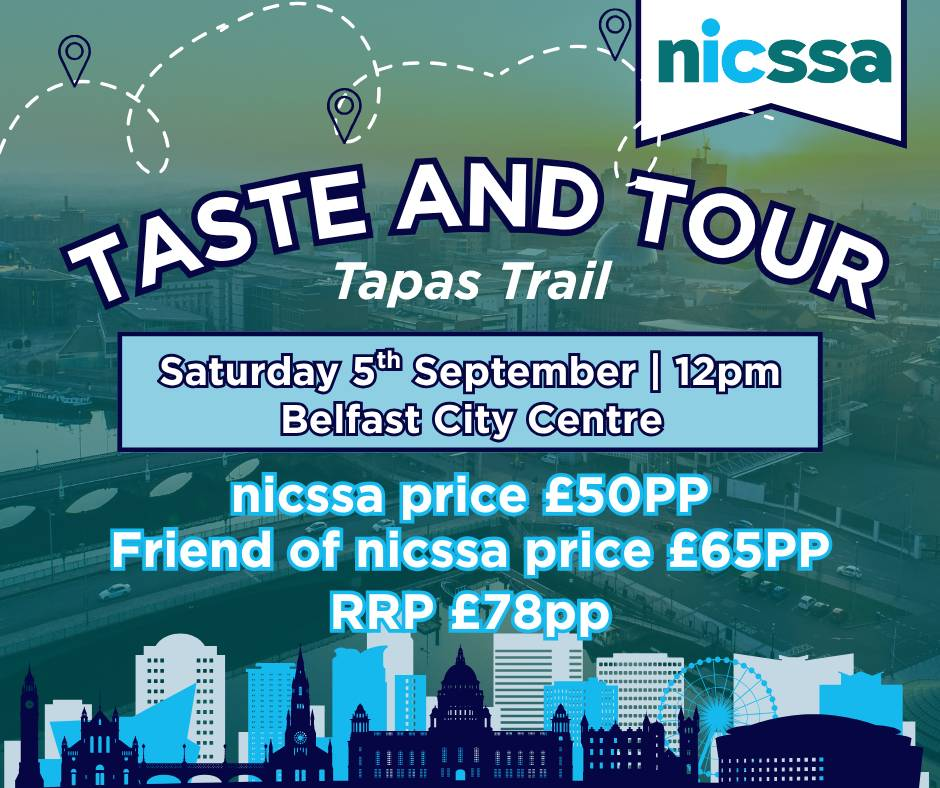 nicssa
TASTE AND TOUR
Tapas Trail
Saturday 5th September | 12pm
Belfast City Centre
nicssa price £50PP
Friend of nicssa price £65PP
RRP £78pp